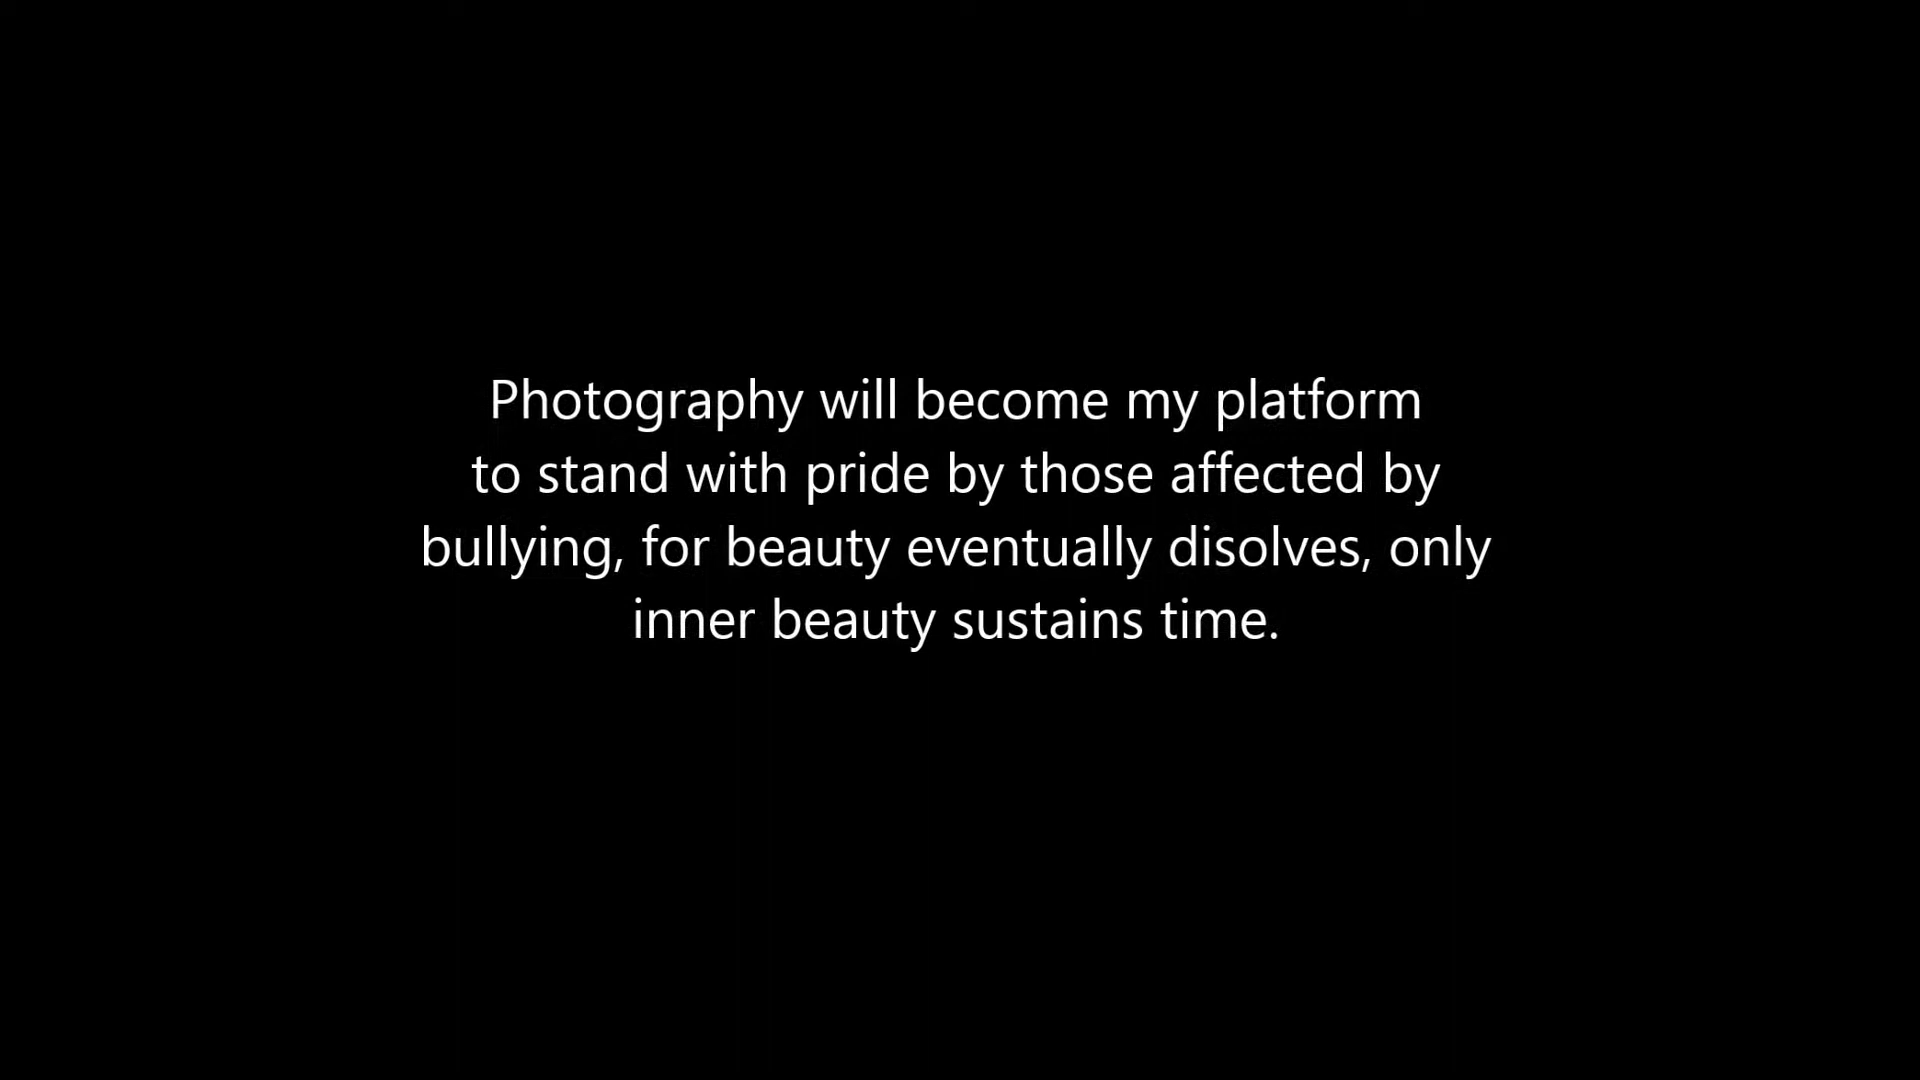 Photography will become my platform
to stand with pride by those affected by
bullying, for beauty eventually disolves, only
inner beauty sustains time.